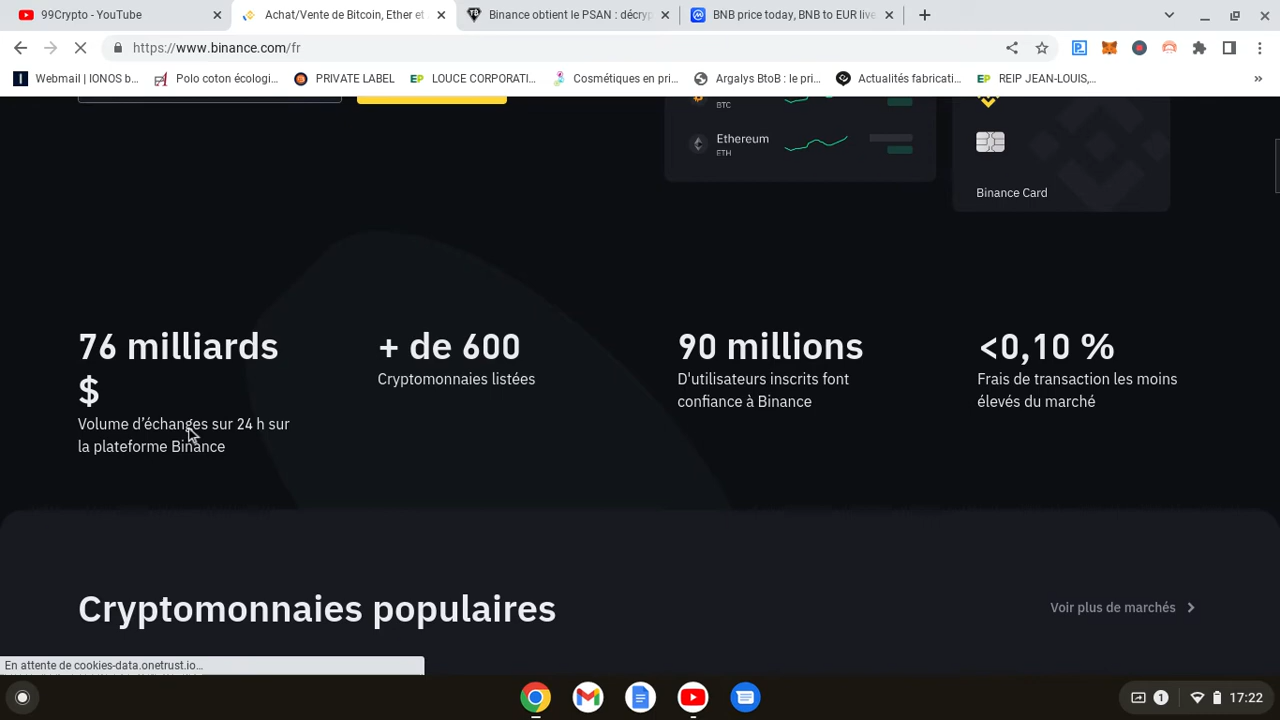 99Crypto - YouTube
Achat/Vente de Bitcoin, Ether et
Binance obtient le PSAN : décryp
BNB price today, BNB to EUR live
https://www.binance.com/fr
Webmail | IONOS b...
Polo coton écologi...
PRIVATE LABEL
LOUCE CORPORATI...
Cosmétiques en pri...
Argalys BtoB : le pri...
Actualités fabricati...
REIP JEAN-LOUIS,...
»
BTC
Ethereum
ETH
Binance Card
76 milliards
$
Volume d'échanges sur 24 h sur
la plateforme Binance
+ de 600
Cryptomonnaies listées
90 millions
D'utilisateurs inscrits font
confiance à Binance
<0,10 %
Frais de transaction les moins
élevés du marché
Cryptomonnaies populaires
Voir plus de marchés
En attente de cookies-data.onetrust.io...
1
17:22